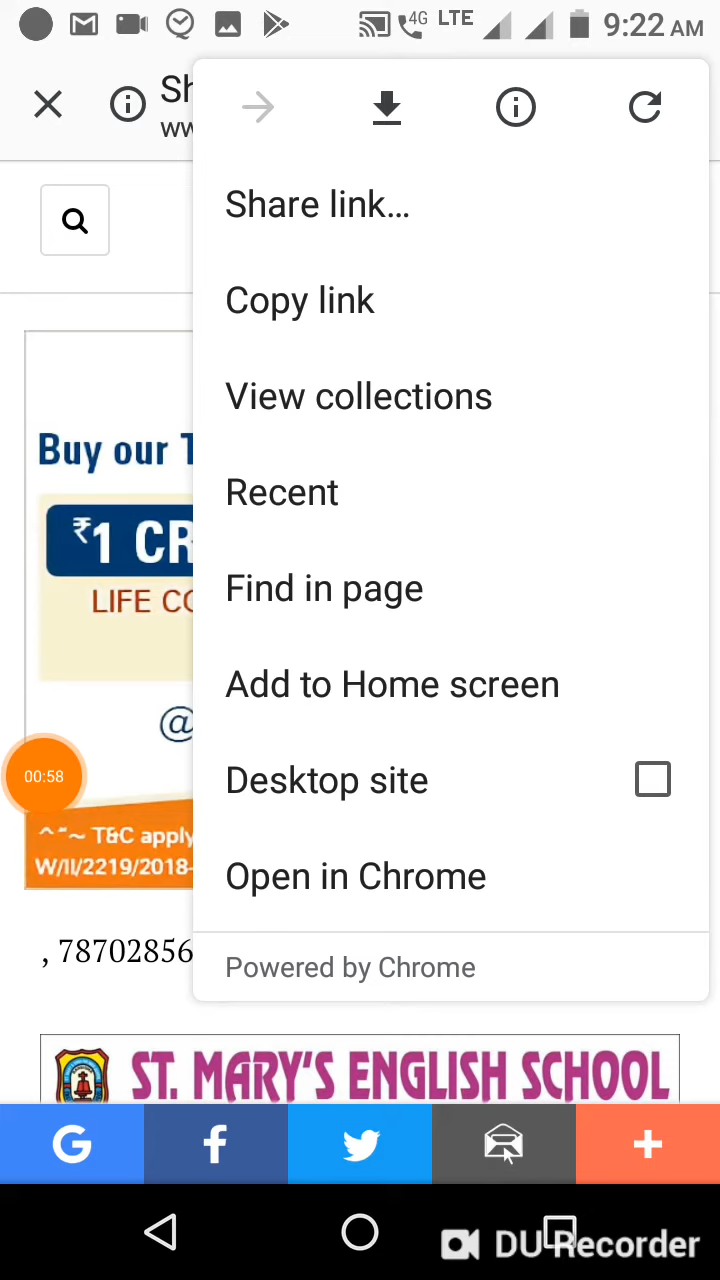 4G LTE 9:22 AM
Sh
ww
Share link...
Copy link
View collections
Recent
Find in page
Add to Home screen
Desktop site
Open in Chrome
Powered by Chrome
Buy our
₹1 CR
LIFE CO
@
00:58
^"~ T&C apply
W/II/2219/2018-
, 78702856
ST. MARY'S ENGLISH SCHOOL
G f +
DU Recorder